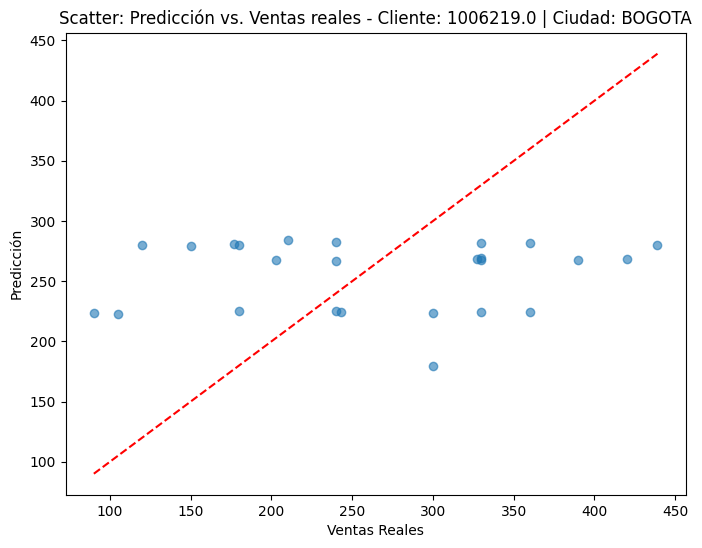 Scatter: Predicción vs. Ventas reales - Cliente: 1006219.0 | Ciudad: BOGOTA
450
400
350
300
250
200
150
100
Predicción
100 150 200 250 300 350 400 450
Ventas Reales